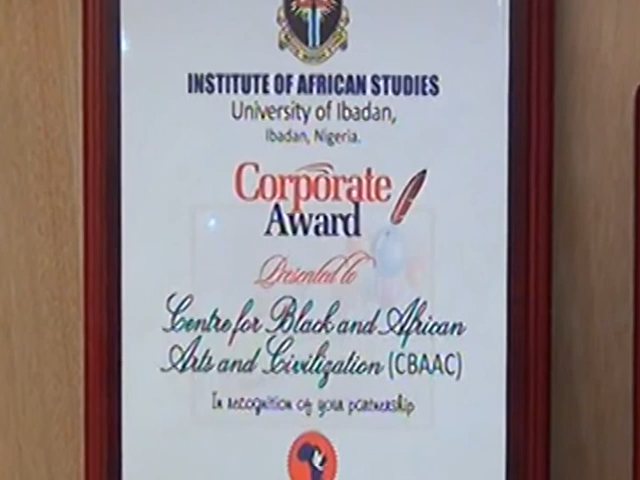 INSTITUTE OF AFRICAN STUDIES
University of Ibadan,
Ibadan, Nigeria.
Corporate
Award
Presented to
Centre for Black and African
Arts and Civilization (CBAAC)
In recognition of your partnership